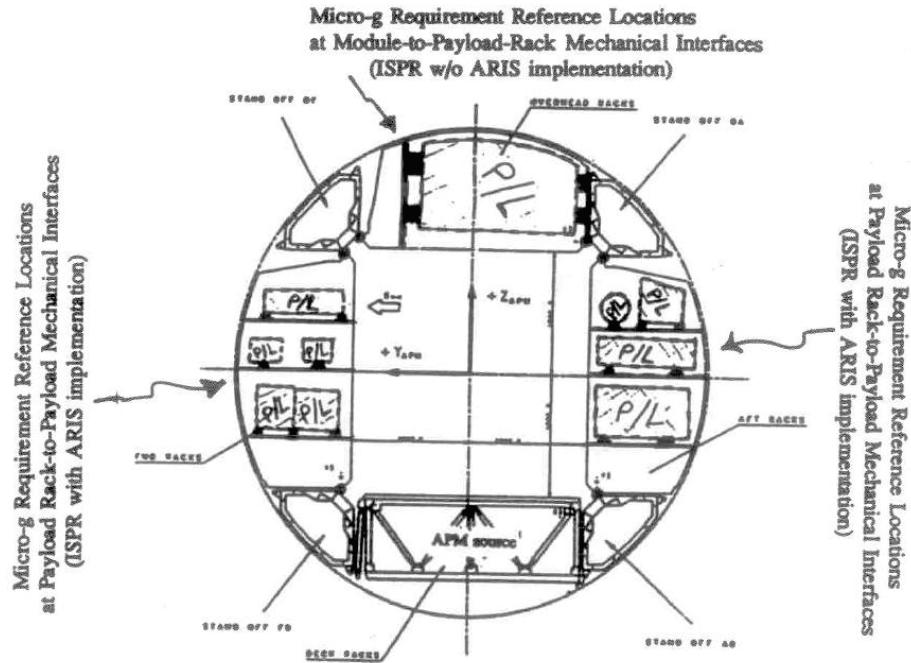 Micro-g Requirement Reference Locations
at Module-to-Payload-Rack Mechanical Interfaces
(ISPR w/o ARIS implementation)
STAND OFF OF
OVERHEAD RACKS
STAND OFF OA
P/L
Micro-g Requirement Reference Locations
at Payload Rack-to-Payload Mechanical Interfaces
(ISPR with ARIS implementation)
Micro-g Requirement Reference Locations
at Payload Rack-to-Payload Mechanical Interfaces
(ISPR with ARIS implementation)
P/L
+ZAPM
P/L
P/L
P/L
P/L
+YAPM
P/L
P/L
P/L
P/L
AFT RACKS
FWD RACKS
APM source
STAND OFF FD
STAND OFF AD
DECK RACKS